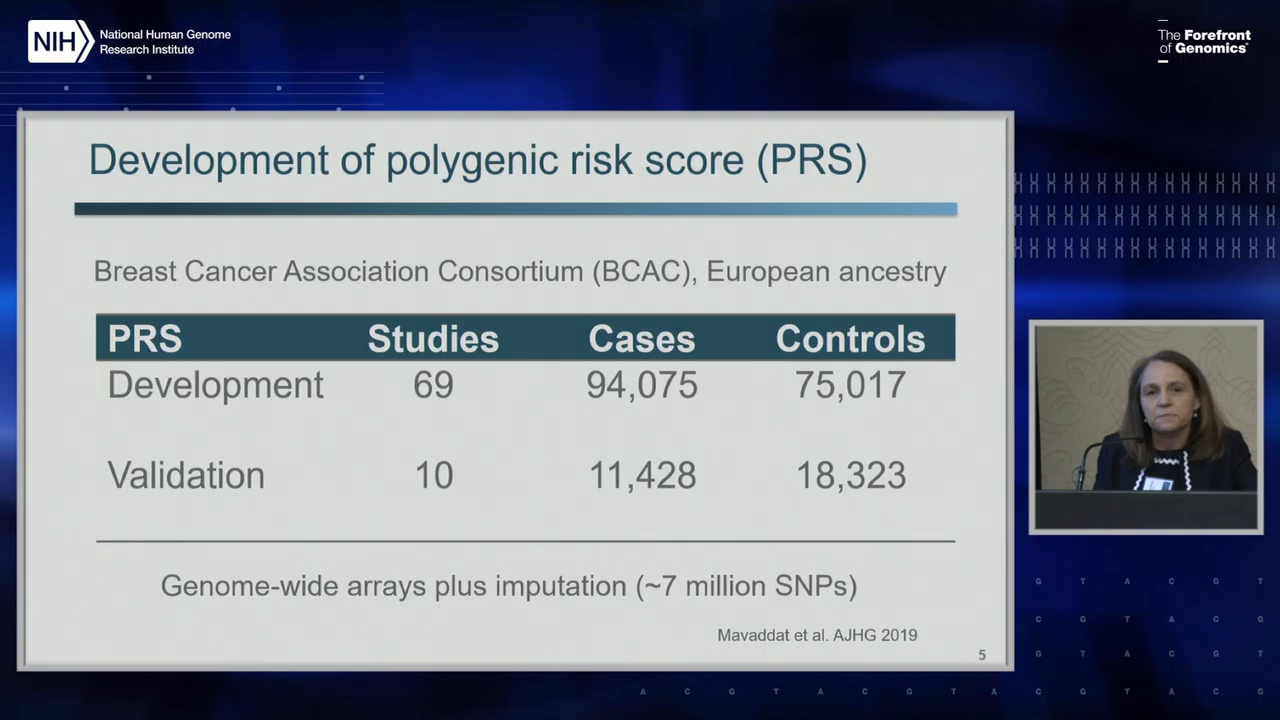 NIH
National Human Genome
Research Institute
The Forefront
of Genomics®
Development of polygenic risk score (PRS)
Breast Cancer Association Consortium (BCAC), European ancestry
PRS Studies Cases Controls
Development 69 94,075 75,017
Validation 10 11,428 18,323
Genome-wide arrays plus imputation (~7 million SNPs)
Mavaddat et al. AJHG 2019
5
G T A C G T
C G T A C G
G T A C G T
A C G T A C G T A C G T A C G